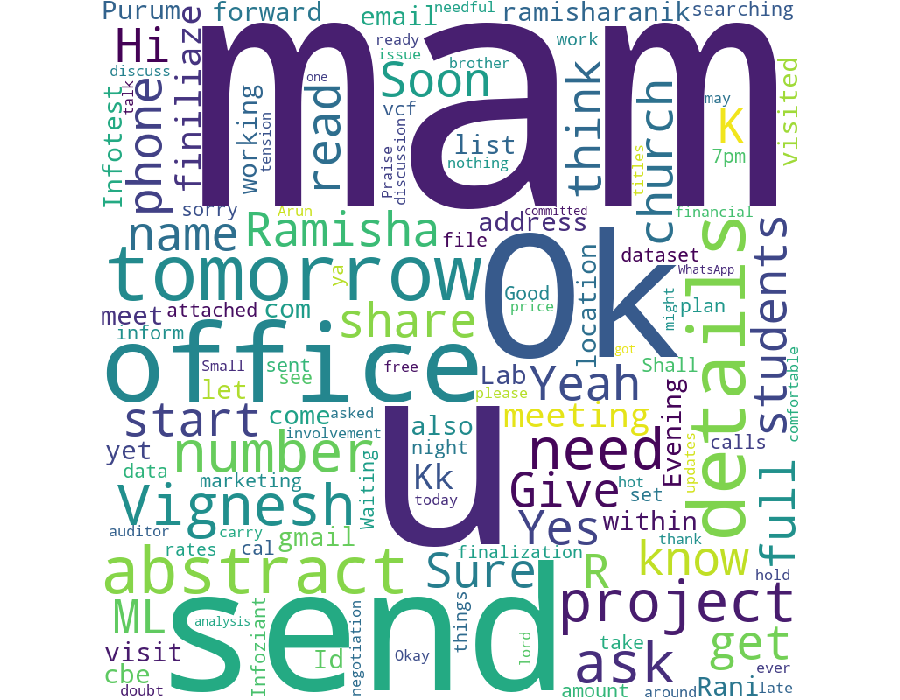 Purum forward email needful ramisharanik searching
Hi mam ready work
discuss finiliaze issue Soon brother think church may visited
Infotest talk phone working tension read one vcf list K
Praise discussion nothing titles 7pm
sorry Arun committed financial
name Ramisha address details students
tomorrow ya file Ok location dataset WhatsApp
meet attached com share Good price might plan
inform
office Small sent see free got Shall comfortable
let Lab Yeah
start come asked u also please meeting Evening calls
yet number involvement night need updates
data marketing Waiting Kk hot set full
Vignesh today Give
auditor carry gmail Yes within thank
rates cal finalization know
abstract Sure R hold
ML send things project
visit analysis Infoziant Id negotiation Okay lord take get
cbe ask Rani ever
doubt amount around late